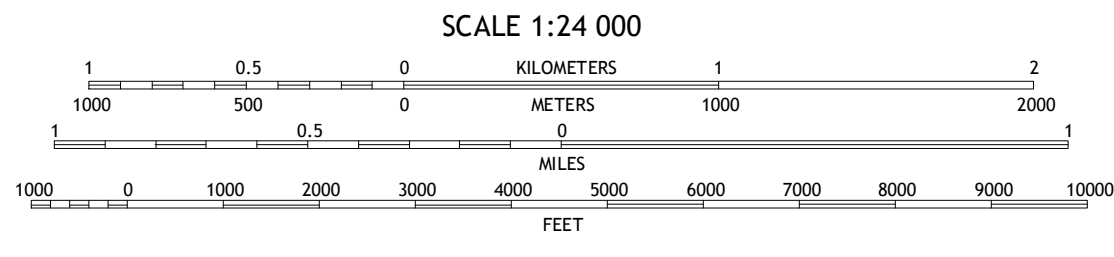 SCALE 1:24 000
1 0.5 0 KILOMETERS 1 2
1000 500 0 METERS 1000 2000
1 0.5 0 1
MILES
1000 0 1000 2000 3000 4000 5000 6000 7000 8000 9000 10000
FEET